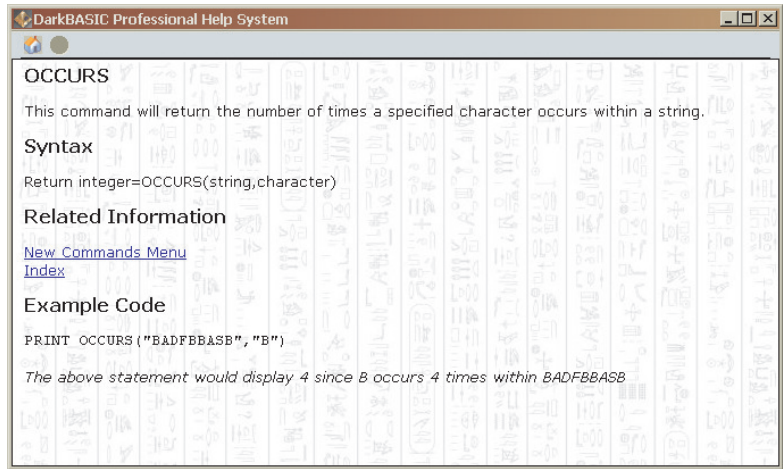 DarkBASIC Professional Help System
OCCURS
This command will return the number of times a specified character occurs within a string.
Syntax
Return integer=OCCURS(string,character)
Related Information
New Commands Menu
Index
Example Code
PRINT OCCURS("BADFBBASB","B")
The above statement would display 4 since B occurs 4 times within BADFBBASB